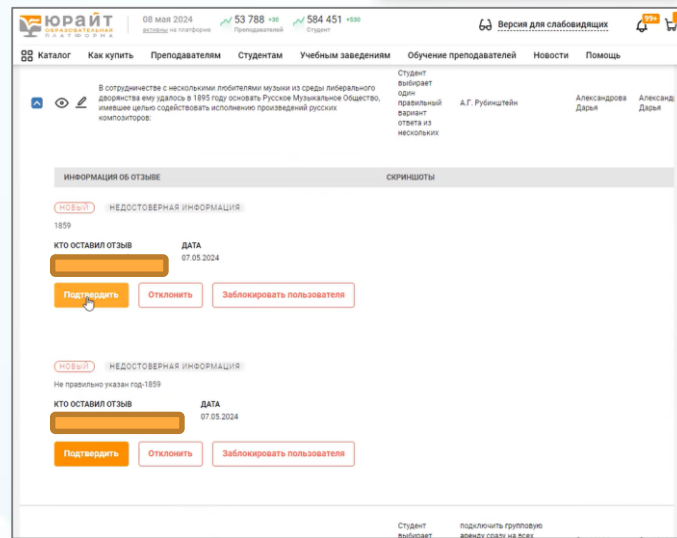 ЮРАЙТ
ОБРАЗОВАТЕЛЬНАЯ
ПЛАТФОРМА
08 мая 2024
активны на платформе
53 788 +38
Преподавателей
584 451 +530
Студент
Версия для слабовидящих
99+
Каталог
Как купить
Преподавателям
Студентам
Учебным заведениям
Обучение преподавателей
Новости
Помощь
В сотрудничестве с несколькими любителями музыки из среды либерального
дворянства ему удалось в 1895 году основать Русское Музыкальное Общество,
имевшее целью содействовать исполнению произведений русских
композиторов:
Студент
выбирает
один
правильный
вариант
ответа из
нескольких
А.Г. Рубинштейн
Александрова
Дарья
Александ
Дарья
ИНФОРМАЦИЯ ОБ ОТЗЫВЕ
СКРИНШОТЫ
НОВЫЙ
НЕДОСТОВЕРНАЯ ИНФОРМАЦИЯ
1859
КТО ОСТАВИЛ ОТЗЫВ
ДАТА
07.05.2024
Подтвердить
Отклонить
Заблокировать пользователя
НОВЫЙ
НЕДОСТОВЕРНАЯ ИНФОРМАЦИЯ
Не правильно указан год-1859
КТО ОСТАВИЛ ОТЗЫВ
ДАТА
07.05.2024
Подтвердить
Отклонить
Заблокировать пользователя
Студент
выбирает
подключить групповую
аренду сразу на всех